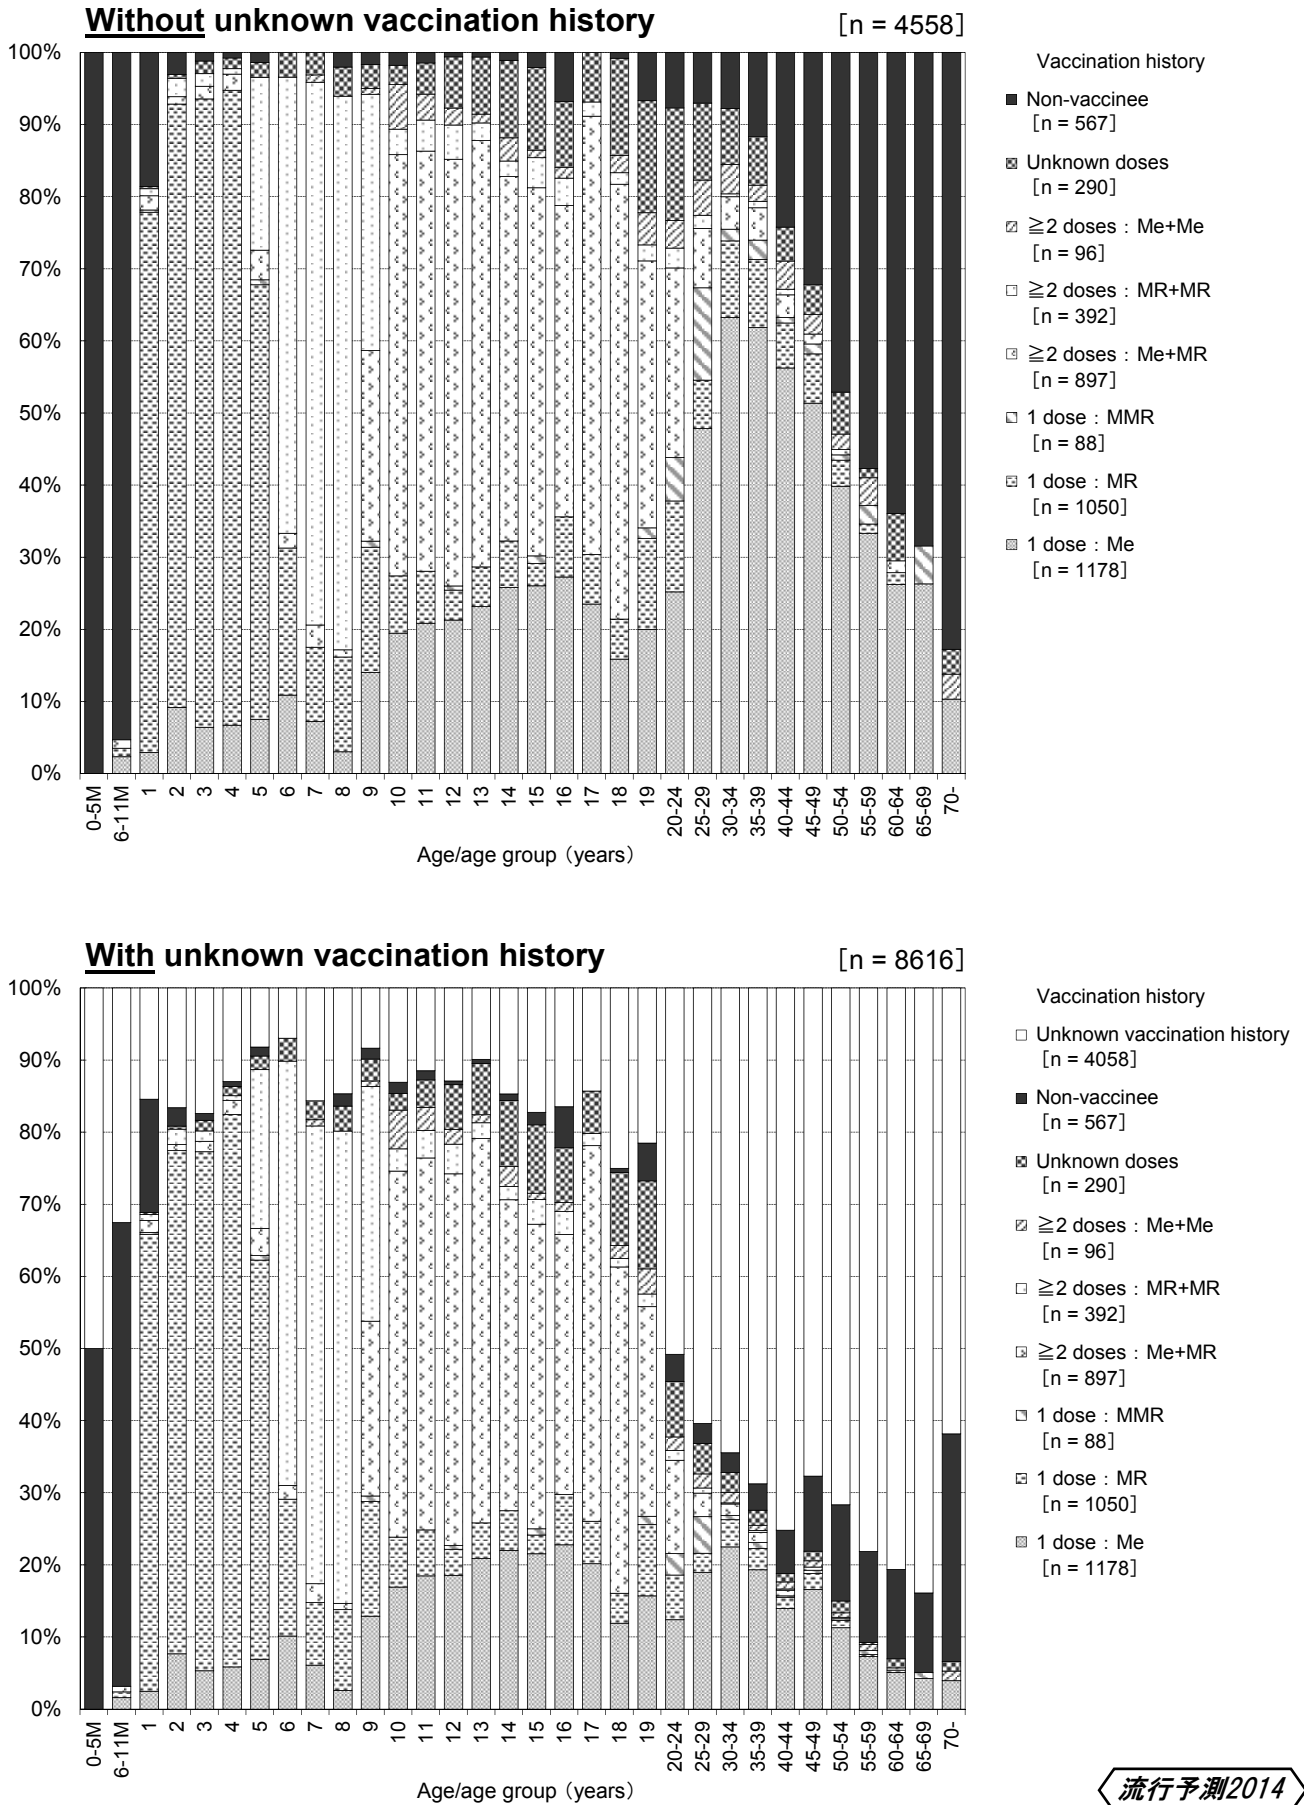 Without unknown vaccination history [n = 4558]
100%
90%
80%
70%
60%
50%
40%
30%
20%
10%
0%
0-5M 6-11M 1 2 3 4 5 6 7 8 9 10 11 12 13 14 15 16 17 18 19 20-24 25-29 30-34 35-39 40-44 45-49 50-54 55-59 60-64 65-69 70-
Age/age group（years）
Vaccination history
Non-vaccinee
[n = 567]
Unknown doses
[n = 290]
≧2 doses：Me+Me
[n = 96]
≧2 doses：MR+MR
[n = 392]
≧2 doses：Me+MR
[n = 897]
1 dose：MMR
[n = 88]
1 dose：MR
[n = 1050]
1 dose：Me
[n = 1178]
With unknown vaccination history [n = 8616]
100%
90%
80%
70%
60%
50%
40%
30%
20%
10%
0%
0-5M 6-11M 1 2 3 4 5 6 7 8 9 10 11 12 13 14 15 16 17 18 19 20-24 25-29 30-34 35-39 40-44 45-49 50-54 55-59 60-64 65-69 70-
Age/age group（years）
Vaccination history
Unknown vaccination history
[n = 4058]
Non-vaccinee
[n = 567]
Unknown doses
[n = 290]
≧2 doses：Me+Me
[n = 96]
≧2 doses：MR+MR
[n = 392]
≧2 doses：Me+MR
[n = 897]
1 dose：MMR
[n = 88]
1 dose：MR
[n = 1050]
1 dose：Me
[n = 1178]
流行予測2014